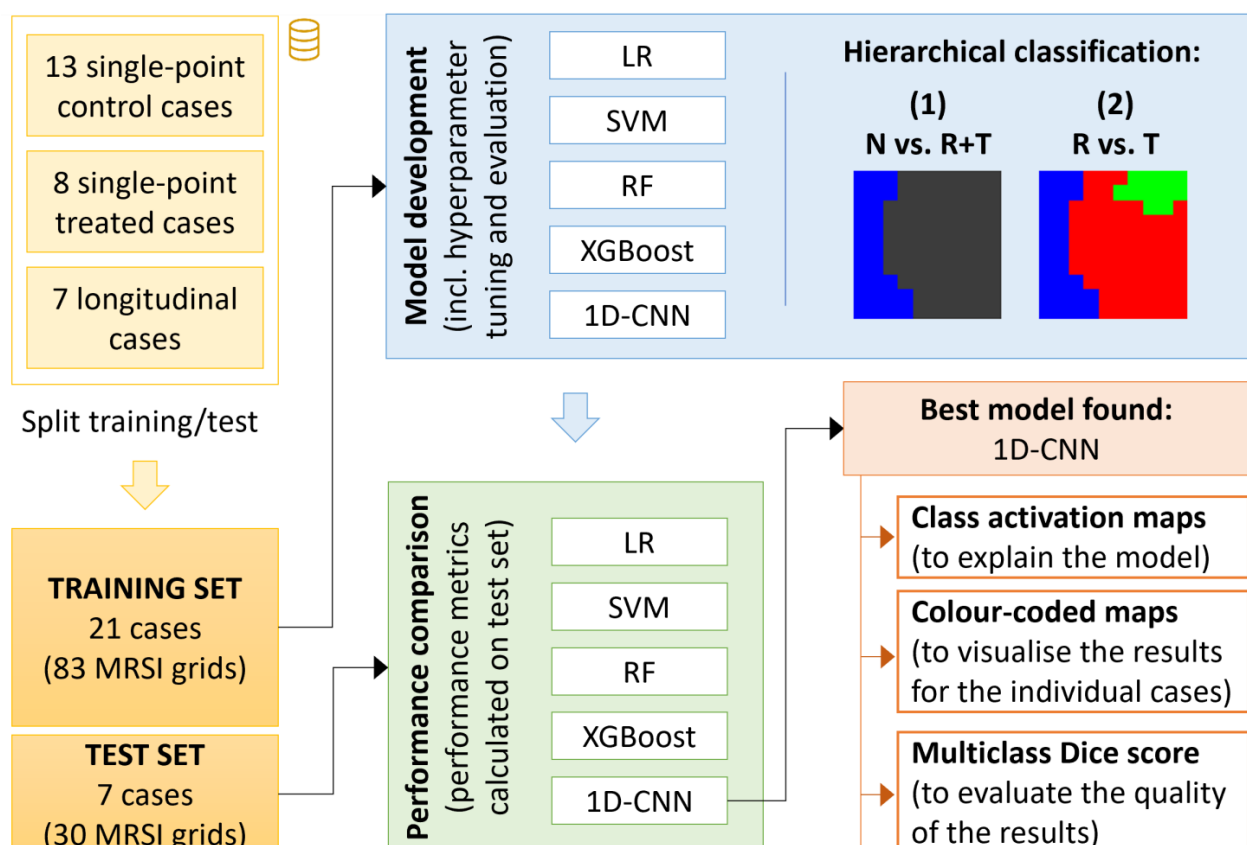 13 single-point
control cases
8 single-point
treated cases
7 longitudinal
cases
Split training/test
TRAINING SET
21 cases
(83 MRSI grids)
TEST SET
7 cases
(30 MRSI grids)
Model development
(incl. hyperparameter
tuning and evaluation)
LR
SVM
RF
XGBoost
1D-CNN
Hierarchical classification:
(1)
N vs. R+T
(2)
R vs. T
Performance comparison
(performance metrics
calculated on test set)
LR
SVM
RF
XGBoost
1D-CNN
Best model found:
1D-CNN
Class activation maps
(to explain the model)
Colour-coded maps
(to visualise the results
for the individual cases)
Multiclass Dice score
(to evaluate the quality
of the results)